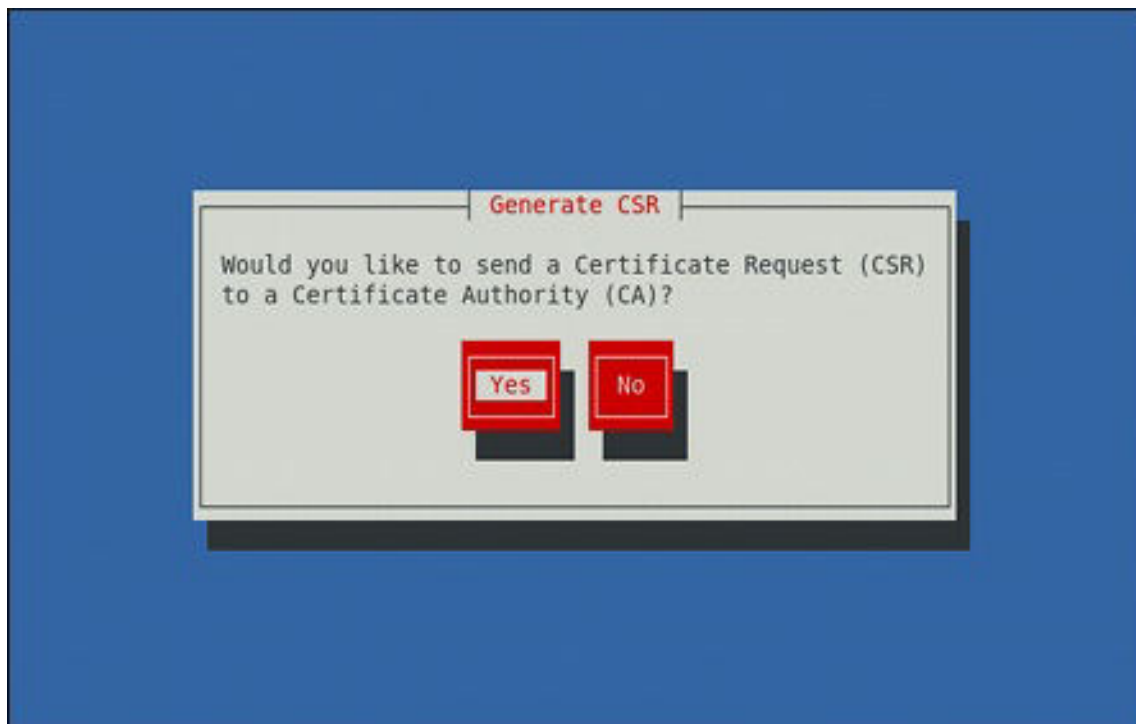 Generate CSR
Would you like to send a Certificate Request (CSR)
to a Certificate Authority (CA)?
Yes No